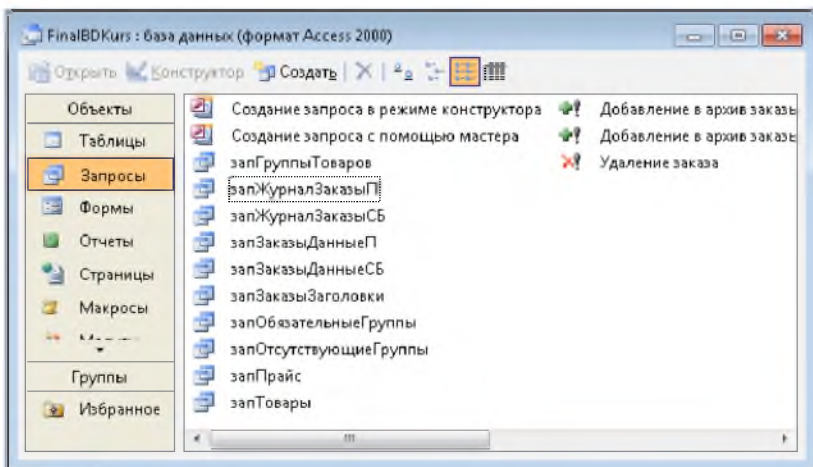 FinalBDKurs : база данных (формат Access 2000)
Открыть Конструктор Создать
Объекты
Таблицы
Запросы
Формы
Отчеты
Страницы
Макросы
Группы
Избранное
Создание запроса в режиме конструктора
Создание запроса с помощью мастера
запГруппыТоваров
запЖурналЗаказыП
запЖурналЗаказыСБ
запЗаказыДанныеП
запЗаказыДанныеСБ
запЗаказыЗаголовки
запОбязательныеГруппы
запОтсутствующиеГруппы
запПрайс
запТовары
Добавление в архив заказы
Добавление в архив заказы
Удаление заказа